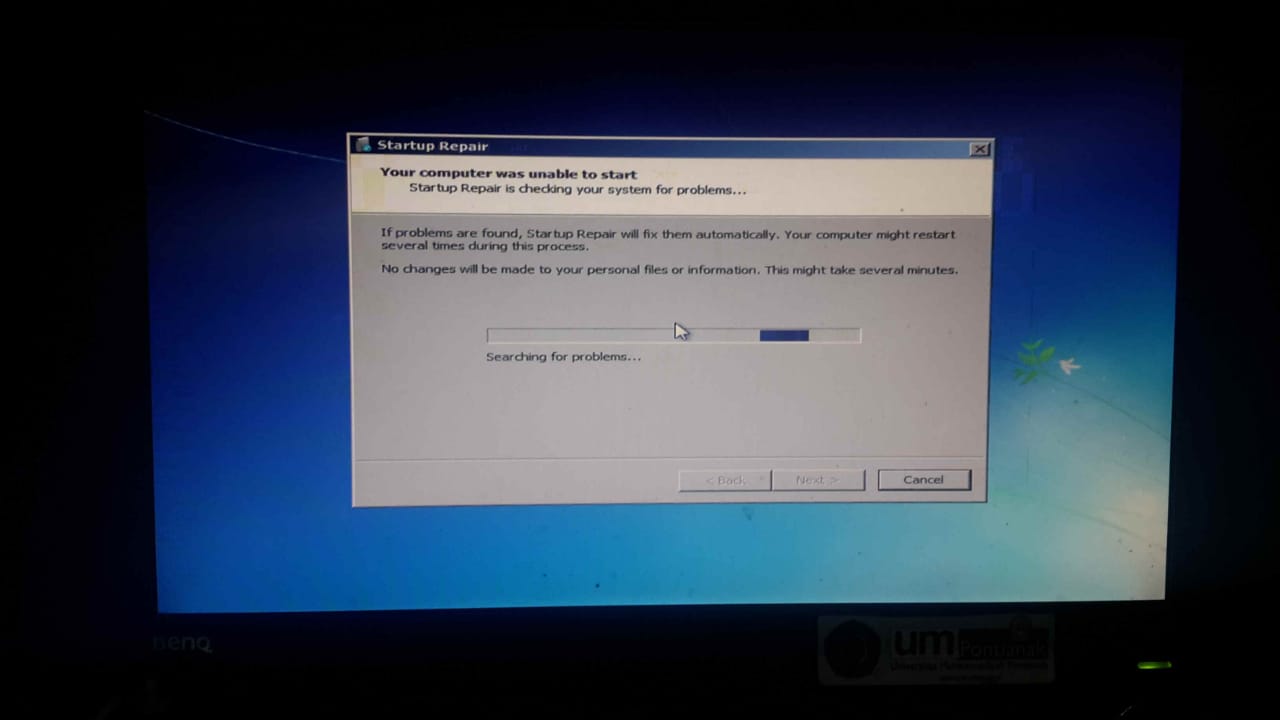 Startup Repair
Your computer was unable to start
Startup Repair is checking your system for problems...
If problems are found, Startup Repair will fix them automatically. Your computer might restart
several times during this process.
No changes will be made to your personal files or information. This might take several minutes.
Searching for problems...
< Back
Next >
Cancel
BenQ
um Pontianak